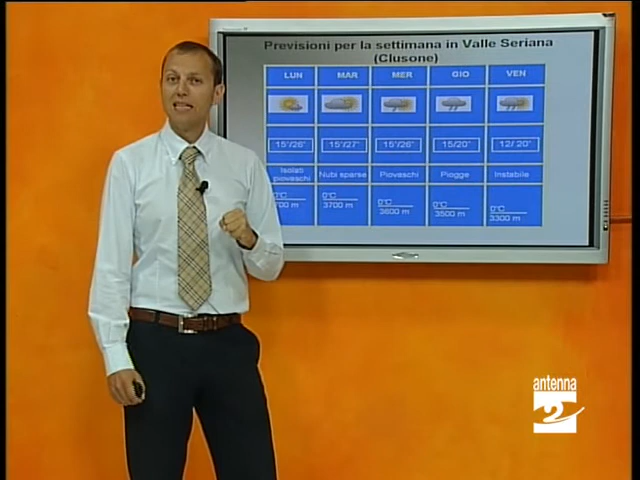 Previsioni per la settimana in Valle Seriana
(Clusone)
LUN MAR MER GIO VEN
15°/26° 15°/27° 15°/26° 15/20° 12/ 20°
Isolati piovaschi Nubi sparse Piovaschi Piogge Instabile
0°C 0°C 0°C 0°C 0°C
3700 m 3600 m 3500 m 3300 m
antenna
2